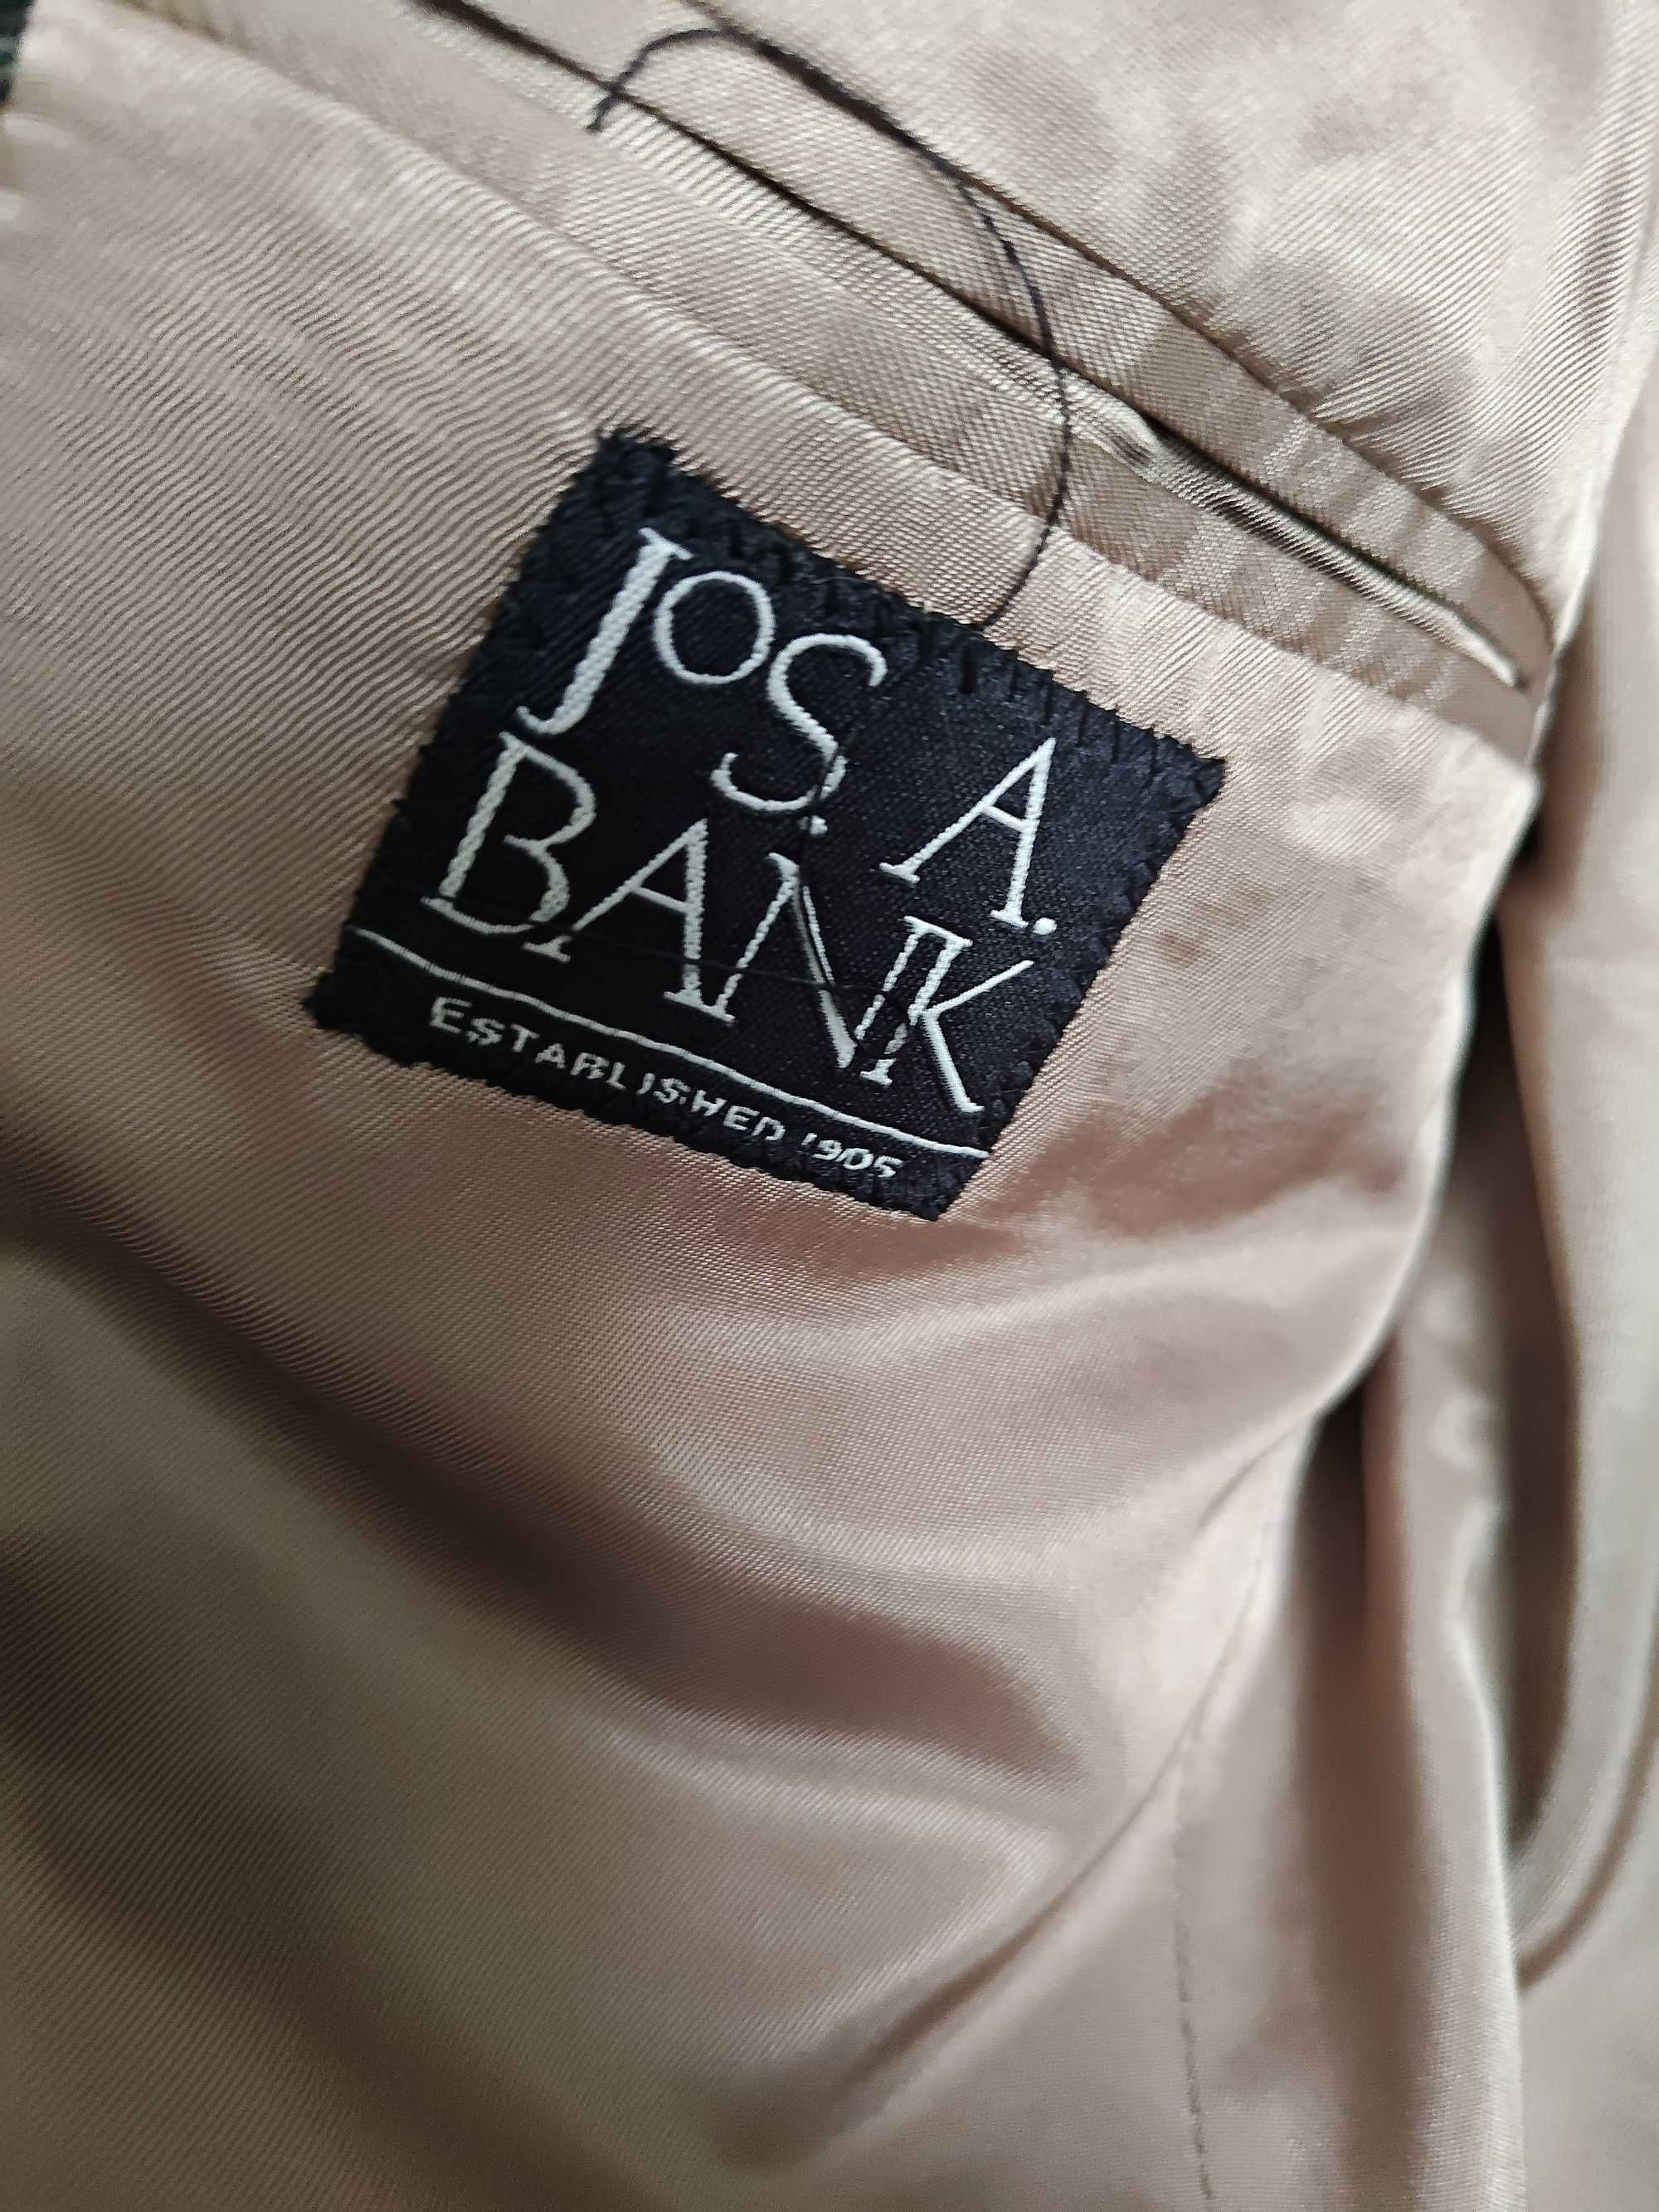 JOS. A.
BANK
ESTABLISHED 1905